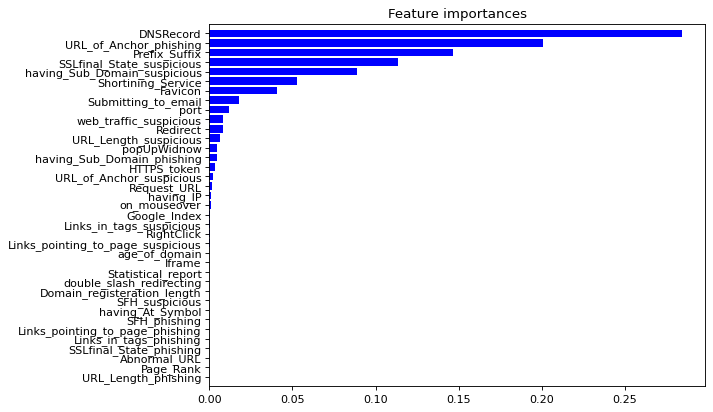 Feature importances
DNSRecord
URL_of_Anchor_phishing
Prefix_Suffix
SSLfinal_State_suspicious
having_Sub_Domain_suspicious
Shortining_Service
Favicon
Submitting_to_email
port
web_traffic_suspicious
Redirect
URL_Length_suspicious
popUpWidnow
having_Sub_Domain_phishing
HTTPS_token
URL_of_Anchor_suspicious
Request_URL
having_IP
on_mouseover
Google_Index
Links_in_tags_suspicious
RightClick
Links_pointing_to_page_suspicious
age_of_domain
Iframe
Statistical_report
double_slash_redirecting
Domain_registeration_length
SFH_suspicious
having_At_Symbol
SFH_phishing
Links_pointing_to_page_phishing
Links_in_tags_phishing
SSLfinal_State_phishing
Abnormal_URL
Page_Rank
URL_Length_phishing
0.00 0.05 0.10 0.15 0.20 0.25